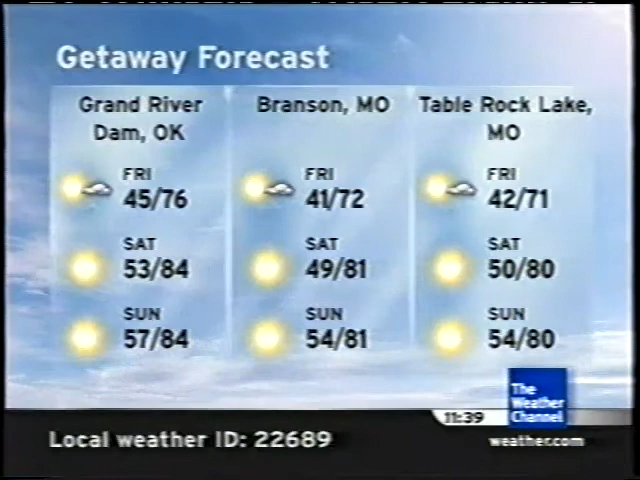 Getaway Forecast
Grand River
Dam, OK
FRI
45/76
SAT
53/84
SUN
57/84
Branson, MO
FRI
41/72
SAT
49/81
SUN
54/81
Table Rock Lake,
MO
FRI
42/71
SAT
50/80
SUN
54/80
The
Weather
Channel
11:39
weather.com
Local weather ID: 22689